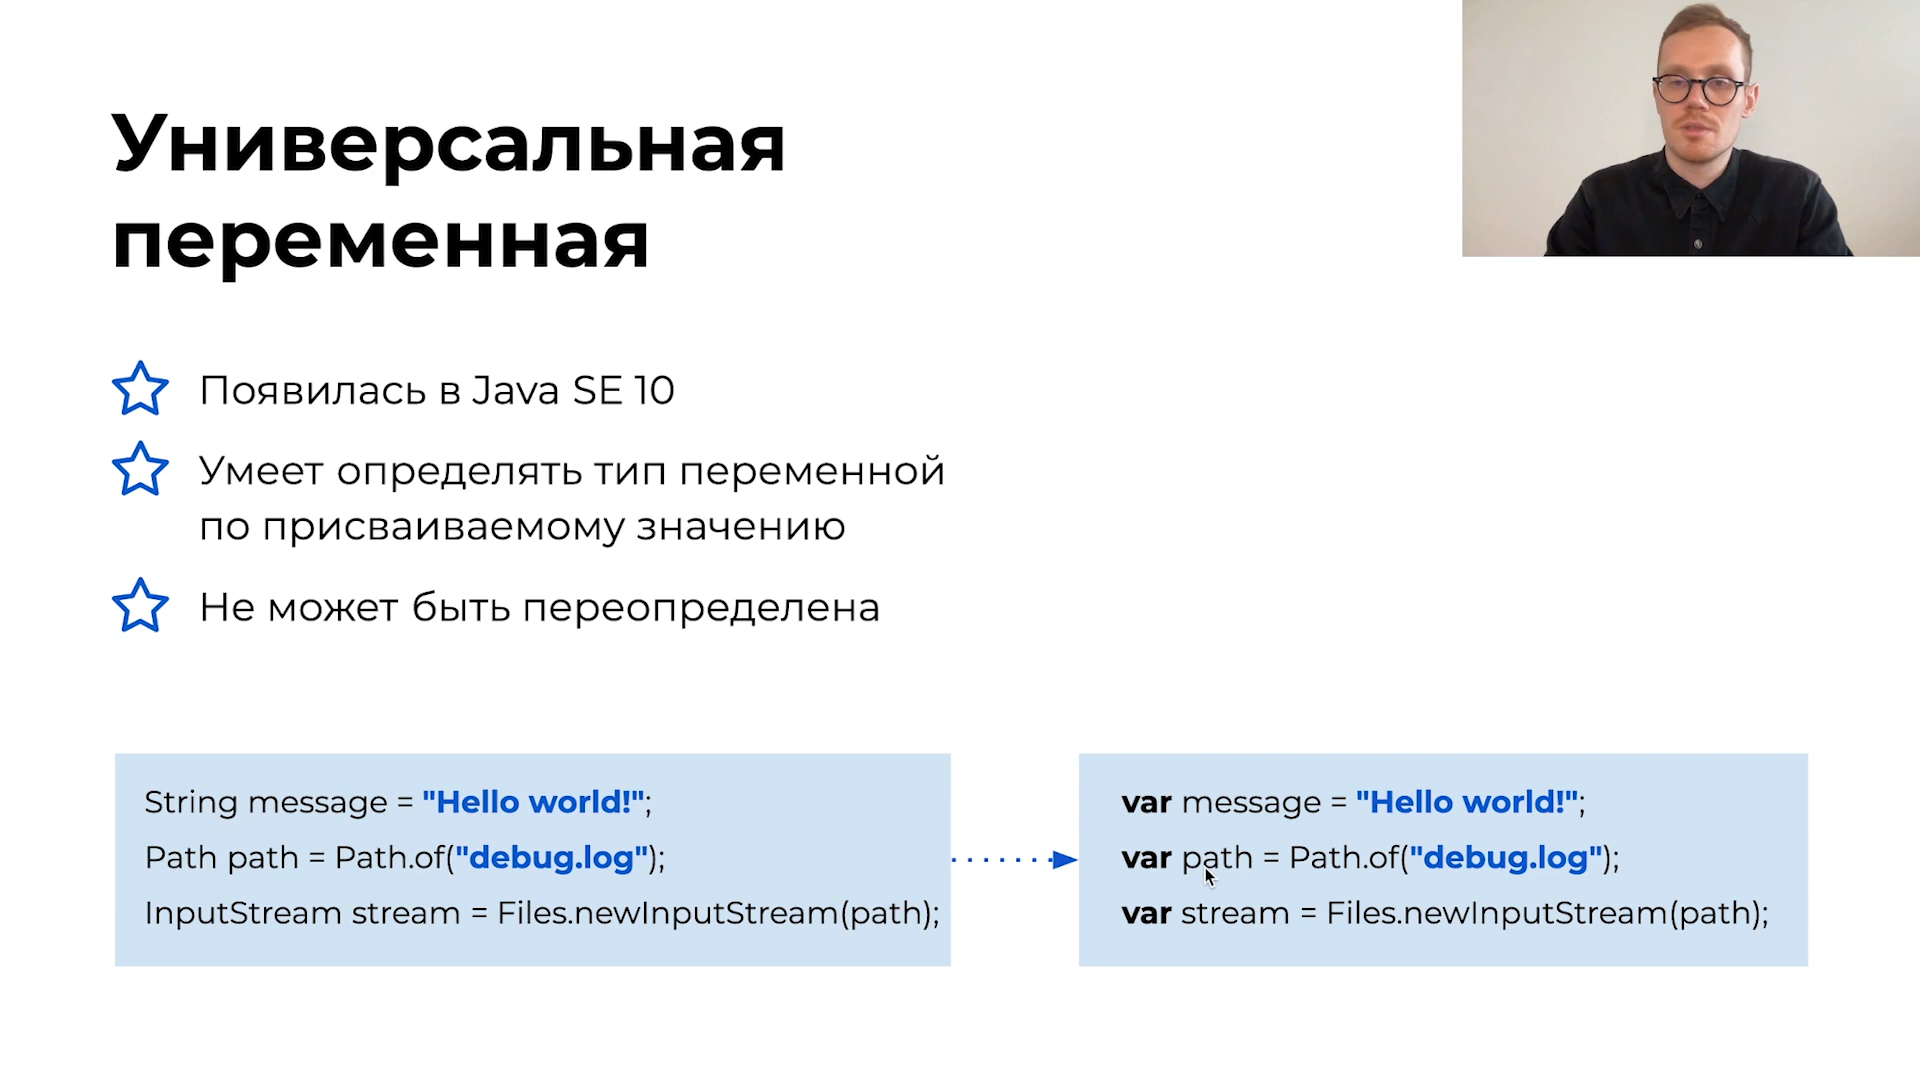 Универсальная
переменная
Появилась в Java SE 10
Умеет определять тип переменной
по присваиваемому значению
Не может быть переопределена
String message = "Hello world!";
Path path = Path.of("debug.log");
InputStream stream = Files.newInputStream(path);
var message = "Hello world!";
var path = Path.of("debug.log");
var stream = Files.newInputStream(path);